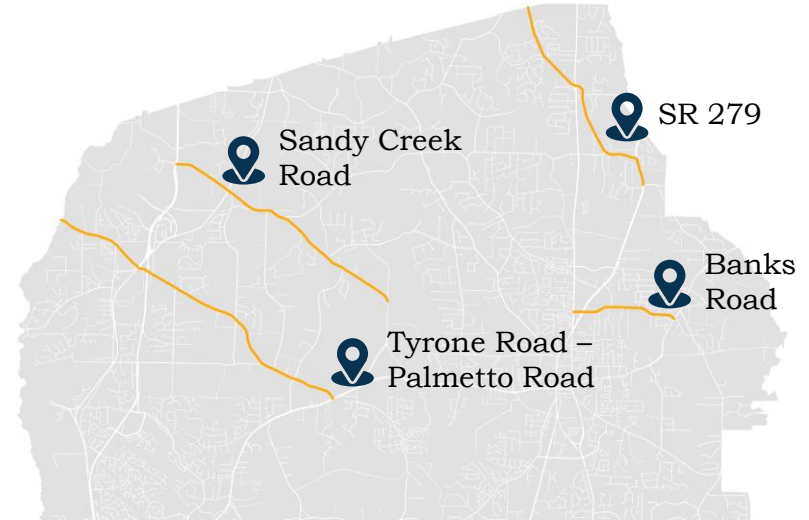 SR 279
Sandy Creek
Road
Banks
Road
Tyrone Road –
Palmetto Road